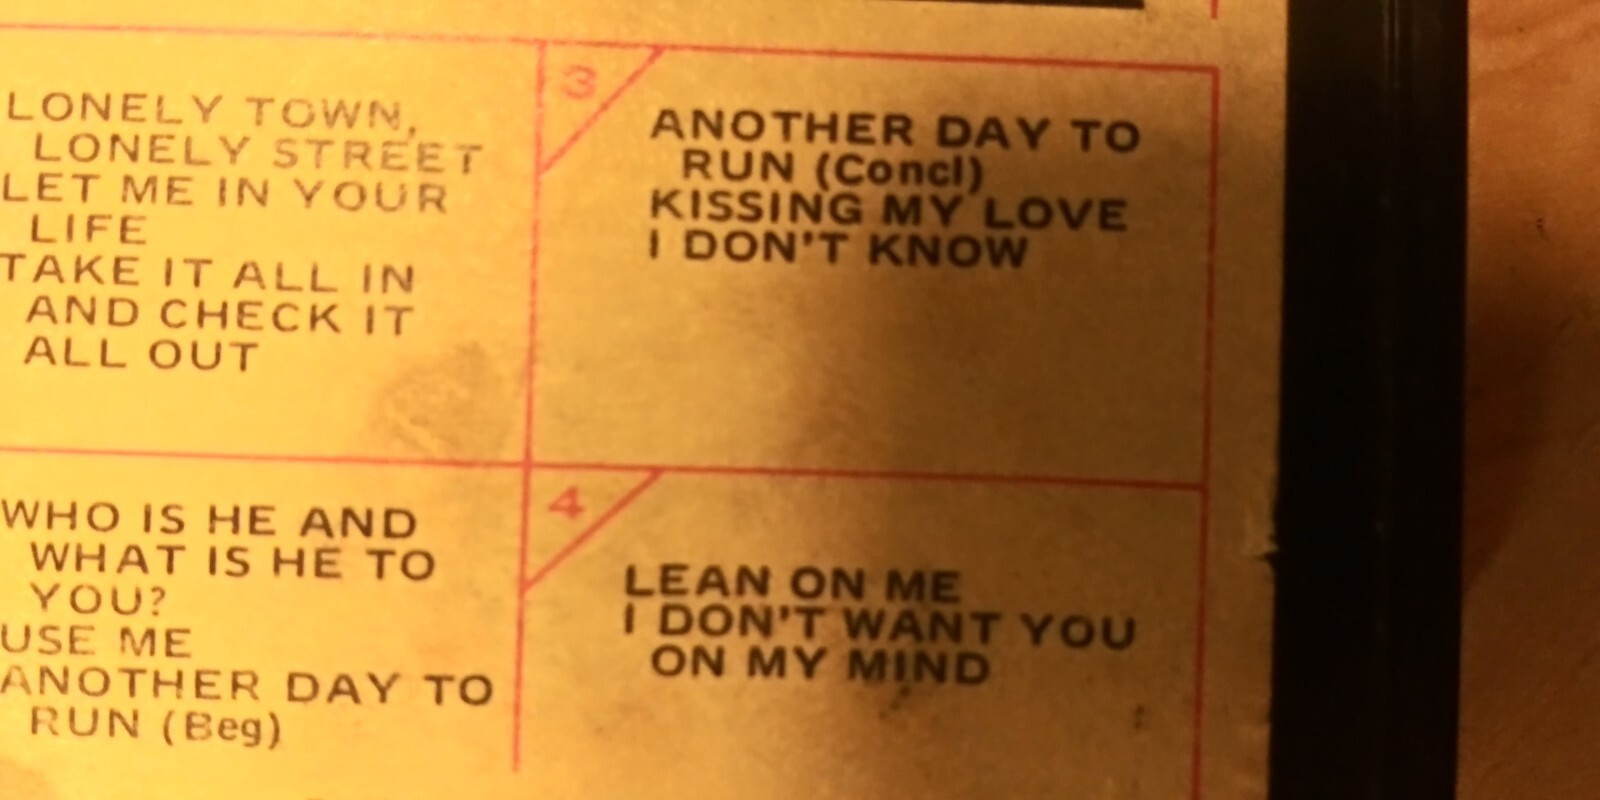 LONELY TOWN,
LONELY STREET
LET ME IN YOUR
LIFE
TAKE IT ALL IN
AND CHECK IT
ALL OUT
3
ANOTHER DAY TO
RUN (Concl)
KISSING MY LOVE
I DON'T KNOW
WHO IS HE AND
WHAT IS HE TO
YOU?
USE ME
ANOTHER DAY TO
RUN (Beg)
4
LEAN ON ME
I DON'T WANT YOU
ON MY MIND